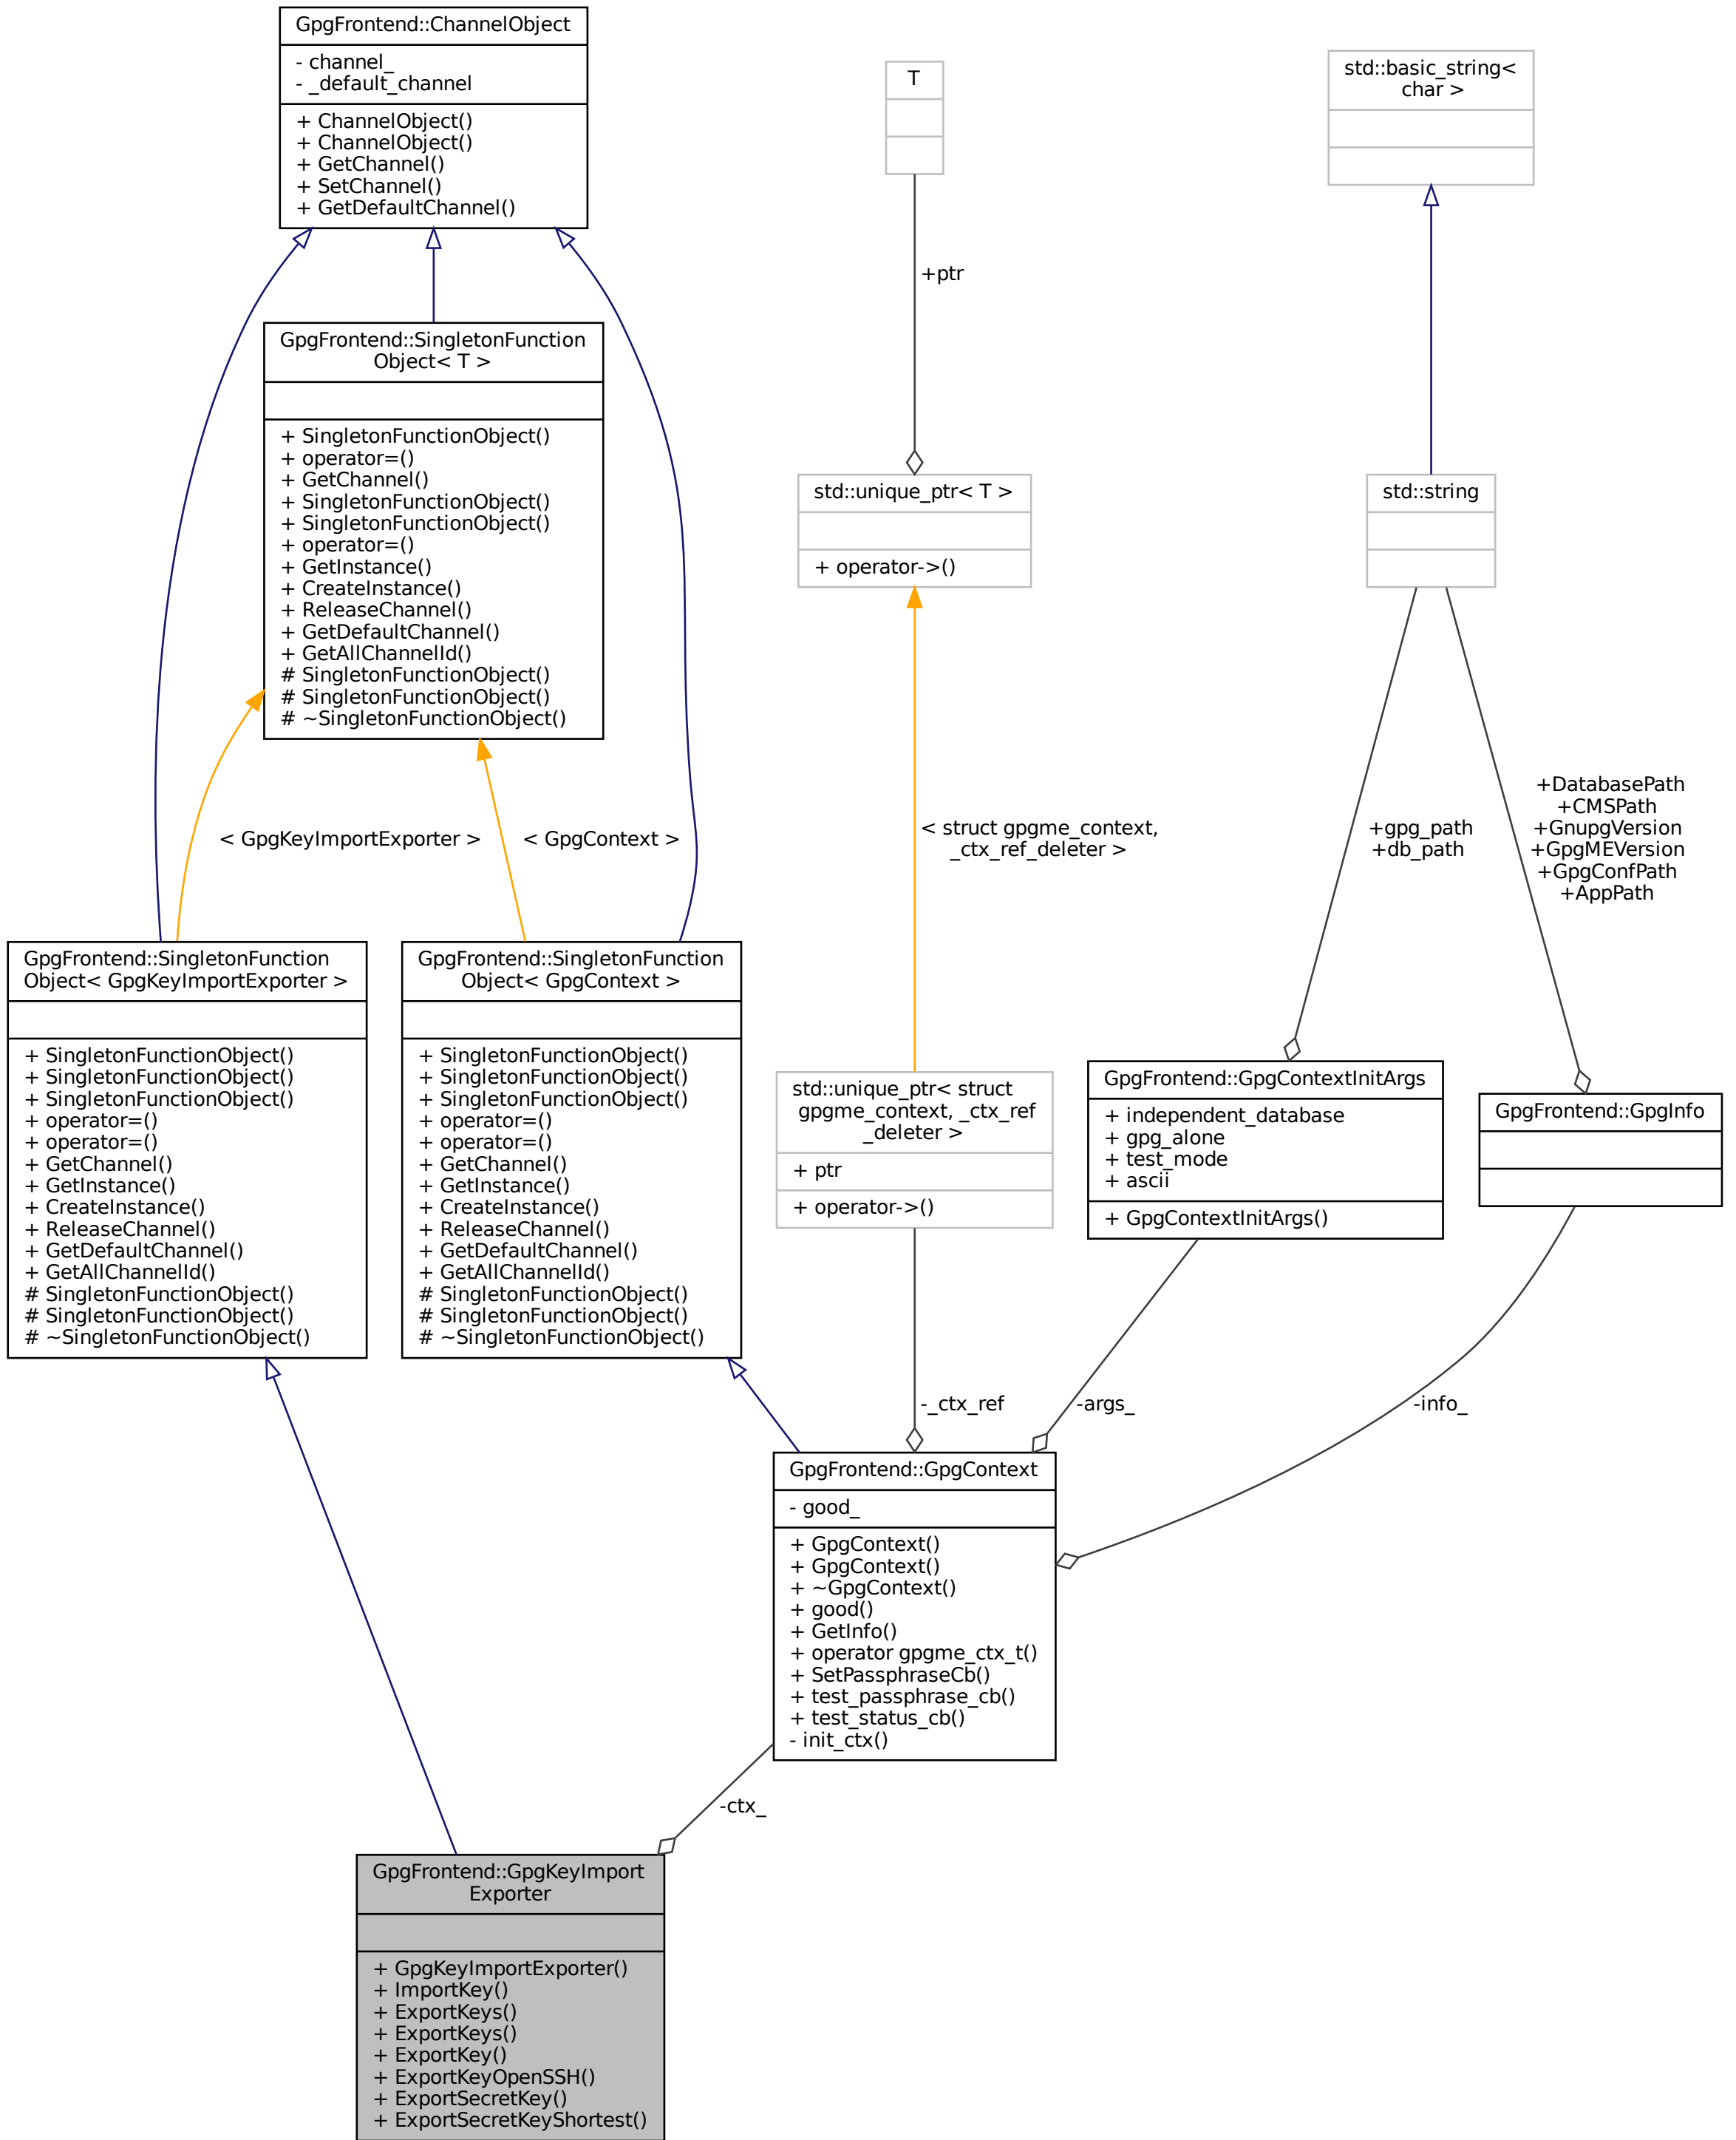 GpgFrontend::ChannelObject
- channel_
- _default_channel
+ ChannelObject()
+ ChannelObject()
+ GetChannel()
+ SetChannel()
+ GetDefaultChannel()
T
std::basic_string<
char >
+ptr
GpgFrontend::SingletonFunction
Object< T >
+ SingletonFunctionObject()
+ operator=()
+ GetChannel()
+ SingletonFunctionObject()
+ SingletonFunctionObject()
+ operator=()
+ GetInstance()
+ CreateInstance()
+ ReleaseChannel()
+ GetDefaultChannel()
+ GetAllChannelId()
# SingletonFunctionObject()
# SingletonFunctionObject()
# ~SingletonFunctionObject()
std::unique_ptr< T >
+ operator->()
std::string
< GpgKeyImportExporter >
< GpgContext >
< struct gpgme_context,
_ctx_ref_deleter >
+gpg_path
+db_path
+DatabasePath
+CMSPath
+GnupgVersion
+GpgMEVersion
+GpgConfPath
+AppPath
GpgFrontend::SingletonFunction
Object< GpgKeyImportExporter >
+ SingletonFunctionObject()
+ SingletonFunctionObject()
+ SingletonFunctionObject()
+ operator=()
+ operator=()
+ GetChannel()
+ GetInstance()
+ CreateInstance()
+ ReleaseChannel()
+ GetDefaultChannel()
+ GetAllChannelId()
# SingletonFunctionObject()
# SingletonFunctionObject()
# ~SingletonFunctionObject()
GpgFrontend::SingletonFunction
Object< GpgContext >
+ SingletonFunctionObject()
+ SingletonFunctionObject()
+ SingletonFunctionObject()
+ operator=()
+ operator=()
+ GetChannel()
+ GetInstance()
+ CreateInstance()
+ ReleaseChannel()
+ GetDefaultChannel()
+ GetAllChannelId()
# SingletonFunctionObject()
# SingletonFunctionObject()
# ~SingletonFunctionObject()
std::unique_ptr< struct
gpgme_context, _ctx_ref
_deleter >
+ ptr
+ operator->()
GpgFrontend::GpgContextInitArgs
+ independent_database
+ gpg_alone
+ test_mode
+ ascii
+ GpgContextInitArgs()
GpgFrontend::GpgInfo
-_ctx_ref
-args_
-info_
GpgFrontend::GpgContext
- good_
+ GpgContext()
+ GpgContext()
+ ~GpgContext()
+ good()
+ GetInfo()
+ operator gpgme_ctx_t()
+ SetPassphraseCb()
+ test_passphrase_cb()
+ test_status_cb()
- init_ctx()
-ctx_
GpgFrontend::GpgKeyImport
Exporter
+ GpgKeyImportExporter()
+ ImportKey()
+ ExportKeys()
+ ExportKeys()
+ ExportKey()
+ ExportKeyOpenSSH()
+ ExportSecretKey()
+ ExportSecretKeyShortest()